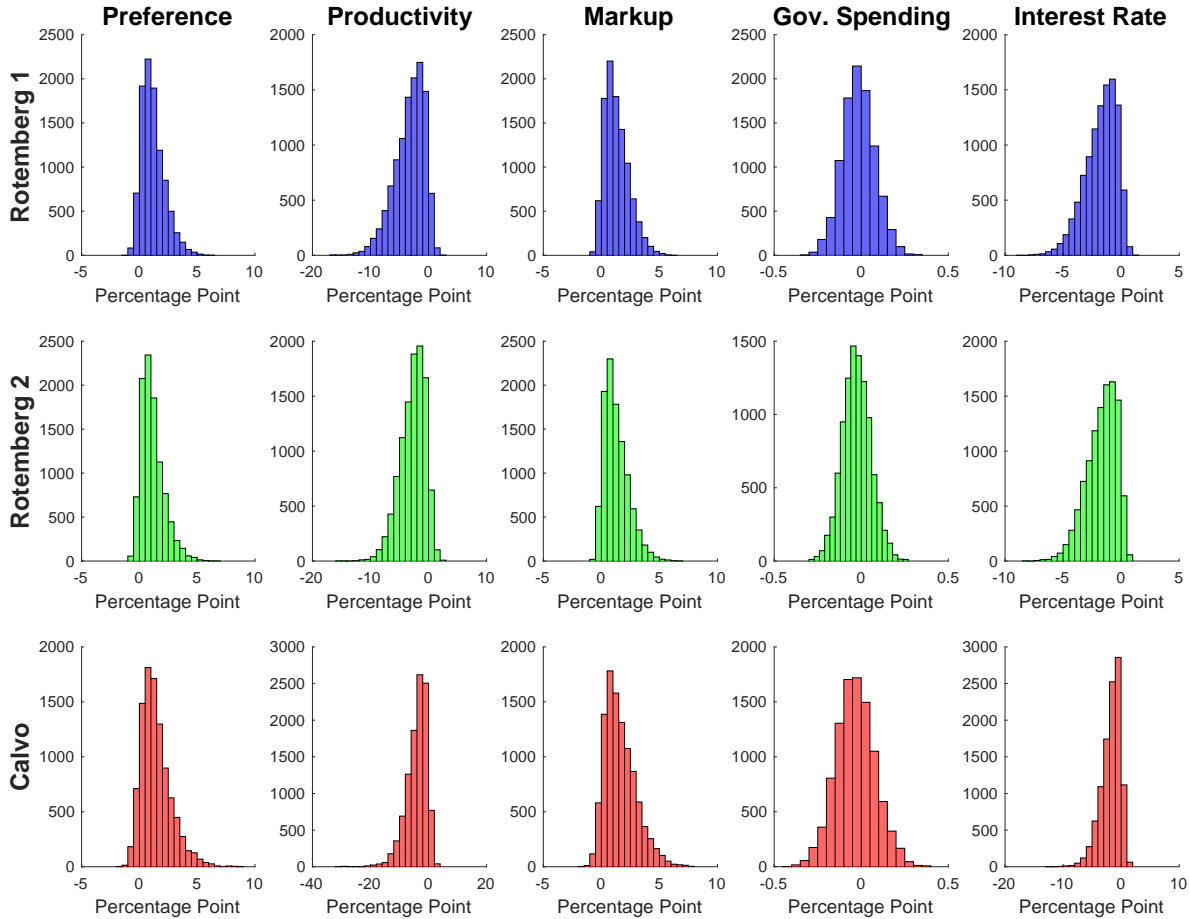 Preference
Productivity
Markup
Gov. Spending
Interest Rate
Rotemberg 1
2500
2000
1500
1000
500
0
-5 0 5 10
Percentage Point
2000
1500
1000
500
0
-20 -10 0 10
Percentage Point
2500
2000
1500
1000
500
0
-5 0 5 10
Percentage Point
2500
2000
1500
1000
500
0
-0.5 0 0.5
Percentage Point
2000
1500
1000
500
0
-10 -5 0 5
Percentage Point
Rotemberg 2
2500
2000
1500
1000
500
0
-5 0 5 10
Percentage Point
2000
1500
1000
500
0
-20 -10 0 10
Percentage Point
2500
2000
1500
1000
500
0
-5 0 5 10
Percentage Point
1500
1000
500
0
-0.5 0 0.5
Percentage Point
2000
1500
1000
500
0
-10 -5 0 5
Percentage Point
Calvo
2000
1500
1000
500
0
-5 0 5 10
Percentage Point
3000
2500
2000
1500
1000
500
0
-40 -20 0 20
Percentage Point
2000
1500
1000
500
0
-5 0 5 10
Percentage Point
2000
1500
1000
500
0
-0.5 0 0.5
Percentage Point
3000
2500
2000
1500
1000
500
0
-20 -10 0 10
Percentage Point